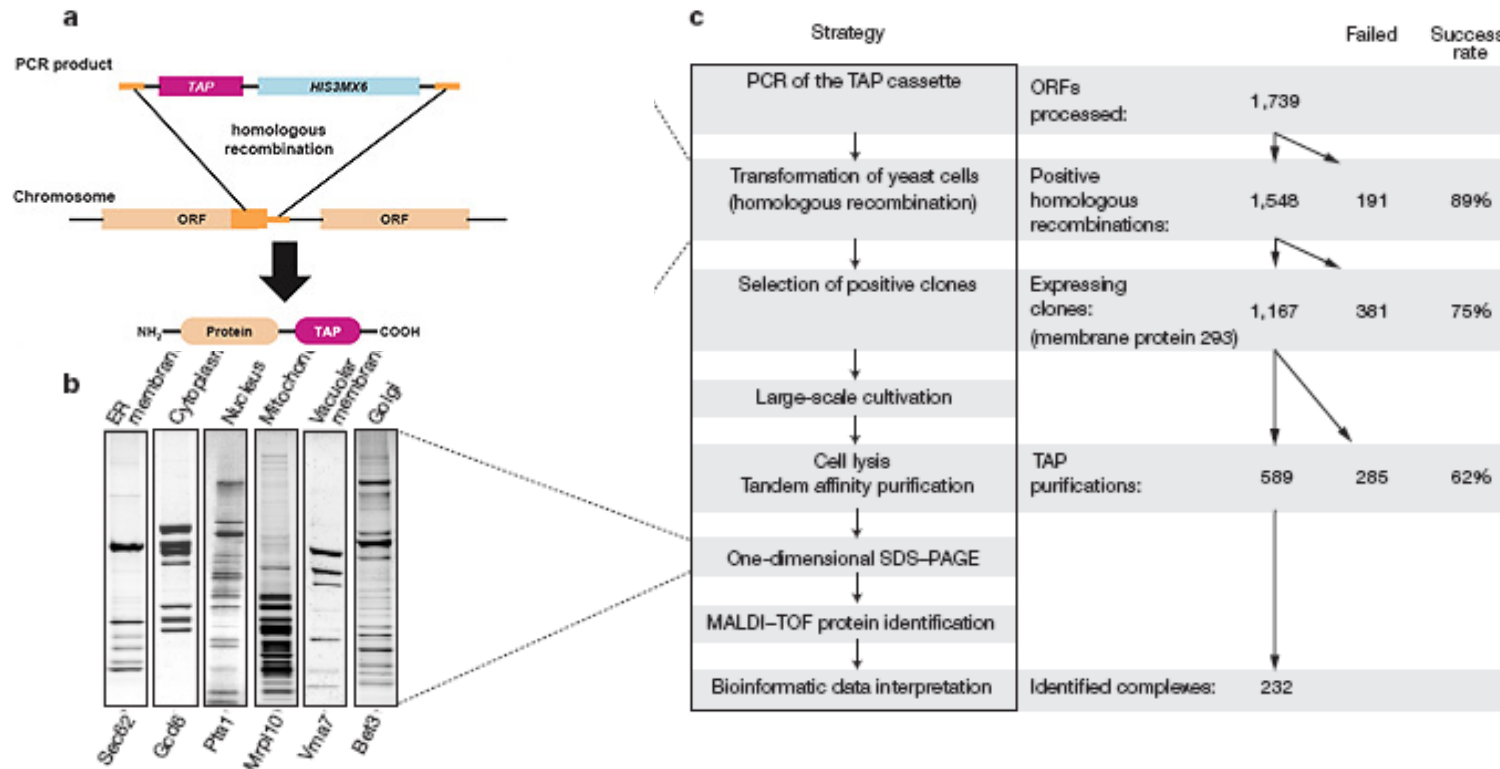 a
PCR product
TAP
HIS3MX6
homologous
recombination
Chromosome
ORF
ORF
NH2
Protein
TAP
COOH
b
ER
membran
Cytoplasm
Nucleus
Mitochon
Vacuolar
membran
Golgi
Sec62
Gcd6
Pta1
Mrpl10
Vma7
Bet3
c
Strategy
Failed
Success
rate
PCR of the TAP cassette
ORFs
processed:
1,739
Transformation of yeast cells
(homologous recombination)
Positive
homologous
recombinations:
1,548
191
89%
Selection of positive clones
Expressing
clones:
(membrane protein 293)
1,167
381
75%
Large-scale cultivation
Cell lysis
Tandem affinity purification
TAP
purifications:
589
285
62%
One-dimensional SDS–PAGE
MALDI–TOF protein identification
Bioinformatic data interpretation
Identified complexes:
232